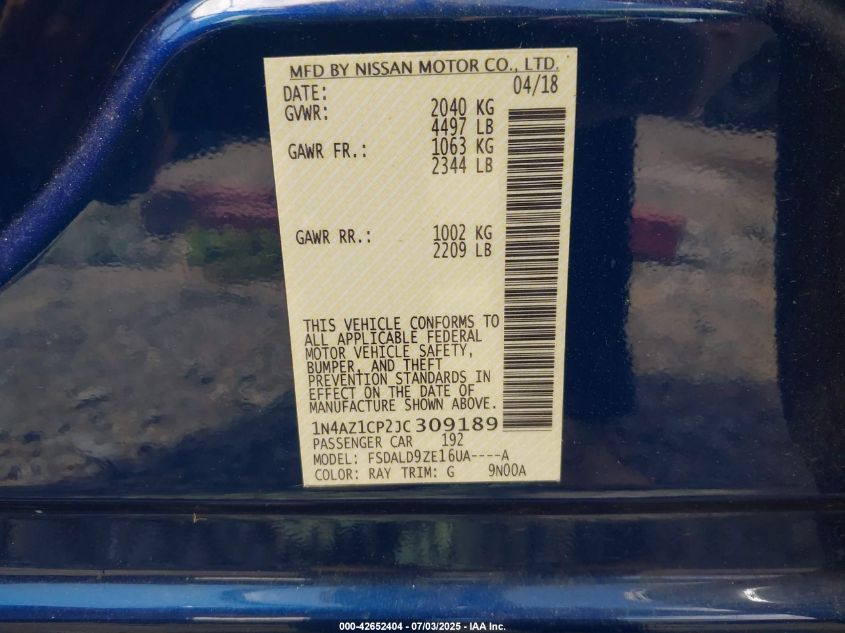 MFD BY NISSAN MOTOR CO., LTD.
DATE: 04/18
GVWR: 2040 KG
4497 LB
GAWR FR.: 1063 KG
2344 LB
GAWR RR.: 1002 KG
2209 LB
THIS VEHICLE CONFORMS TO
ALL APPLICABLE FEDERAL
MOTOR VEHICLE SAFETY,
BUMPER, AND THEFT
PREVENTION STANDARDS IN
EFFECT ON THE DATE OF
MANUFACTURE SHOWN ABOVE.
1N4AZ1CP2JC309189
PASSENGER CAR 192
MODEL: FSDALD9ZE16UA----A
COLOR: RAY TRIM: G 9N00A
000-42652404 - 07/03/2025 - IAA Inc.